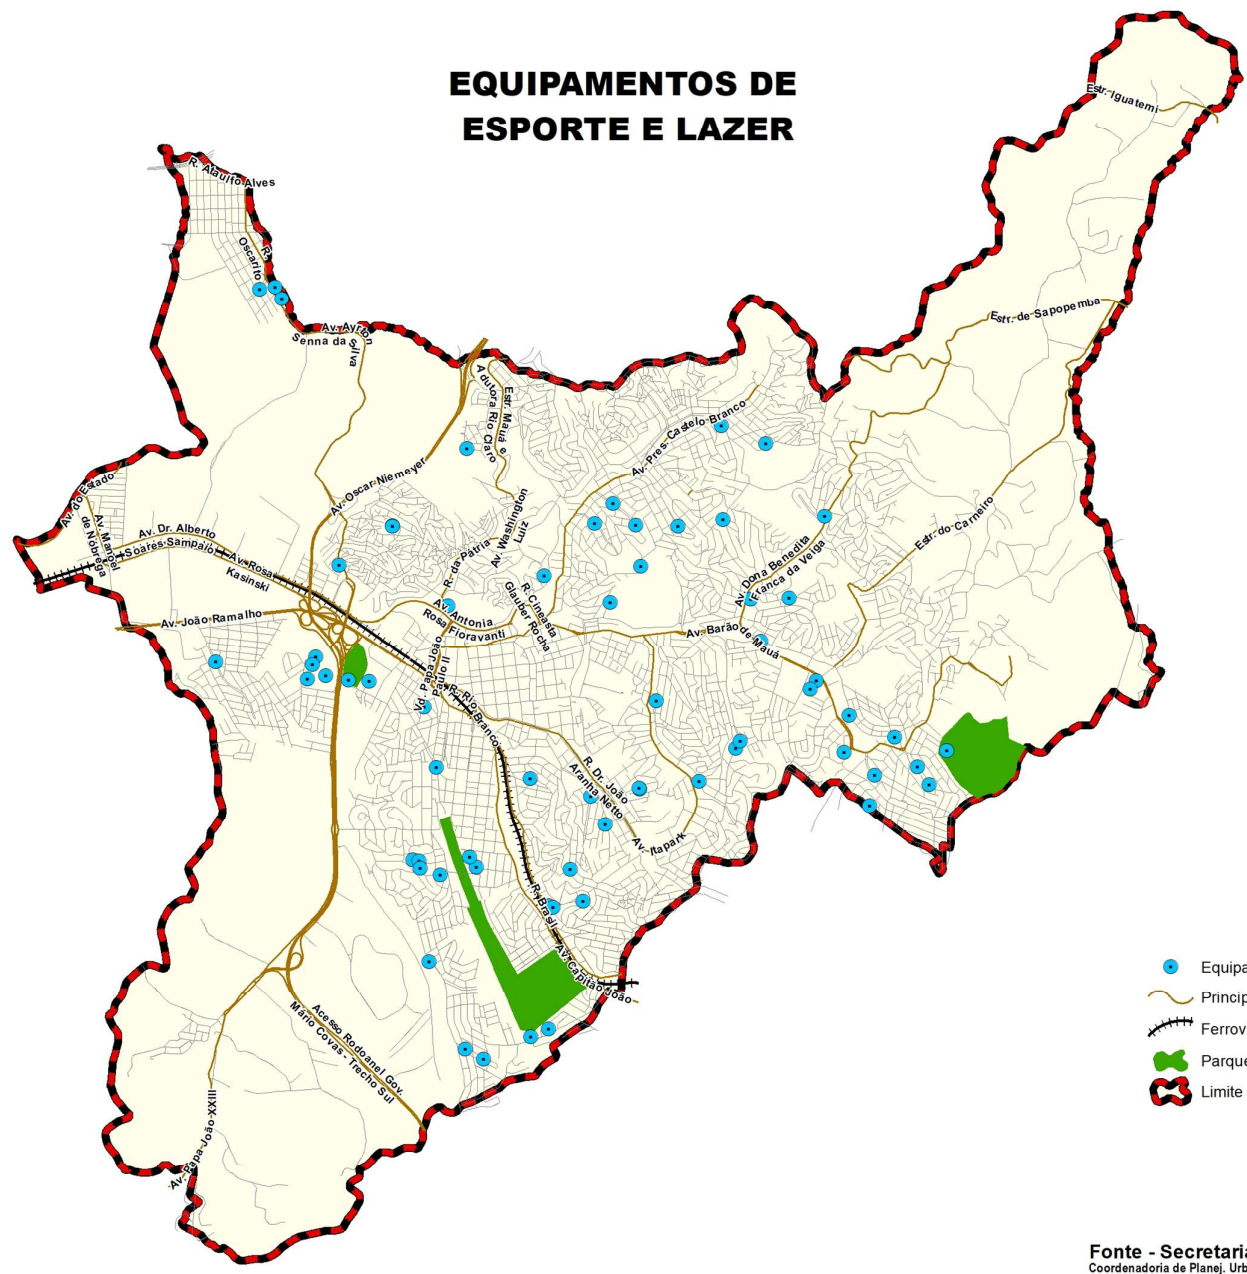 EQUIPAMENTOS DE
ESPORTE E LAZER
Estr. Iguatemi
R. Ataulfo Alves
R.
Oscarito
Av. Ayrton
Senna da Silva
Estr. de Sapopemba
Adutora Rio Claro
Estr. Mauá e
Av. Pres. Castelo Branco
Av. Oscar Niemeyer
Av. do Estado
Av. Manoel
de Nóbrega
Av. Dr. Alberto
Soares Sampaio
Av. Rosa
Kasinski
Av. Washington
Luiz
R. da Pátria
Estr. do Carneiro
Av. Dona Benedita
Franca da Veiga
R. Cineasta
Glauber Rocha
Av. Antonia
Rosa Fioravanti
Av. João Ramalho
Av. Barão de Mauá
Vd. Papa João
Paulo II
R. Rio Branco
R. Dr. João
Aranha Netto
Av. Itapark
R. Brasil
Av. Capitão João
Acesso Rodoanel Gov.
Mário Covas - Trecho Sul
Av. Papa João XXIII
Equipa
Princip
Ferrov
Parque
Limite
Fonte - Secretaria
Coordenadoria de Planej. Urb